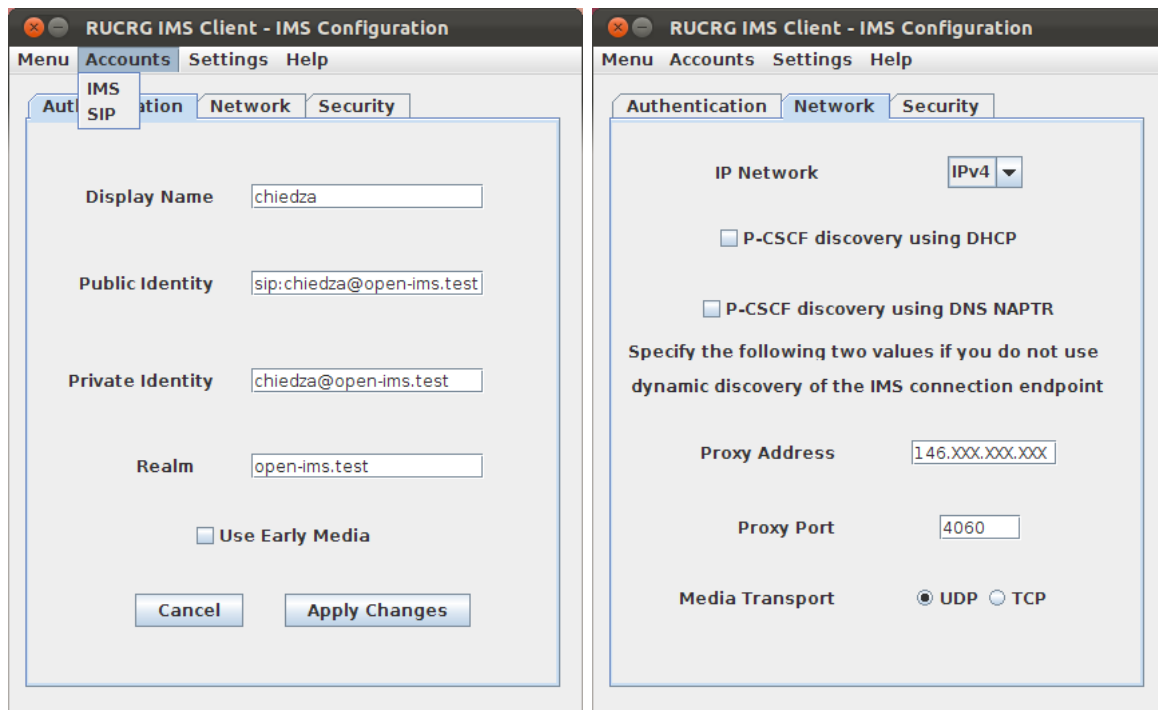 RUCRG IMS Client - IMS Configuration
Menu Accounts Settings Help
IMS
SIP
Network Security
Display Name chiedza
Public Identity sip:chiedza@open-ims.test
Private Identity chiedza@open-ims.test
Realm open-ims.test
Use Early Media
Cancel Apply Changes
RUCRG IMS Client - IMS Configuration
Menu Accounts Settings Help
Authentication Network Security
IP Network IPv4
P-CSCF discovery using DHCP
P-CSCF discovery using DNS NAPTR
Specify the following two values if you do not use
dynamic discovery of the IMS connection endpoint
Proxy Address 146.XXX.XXX.XXX
Proxy Port 4060
Media Transport UDP TCP